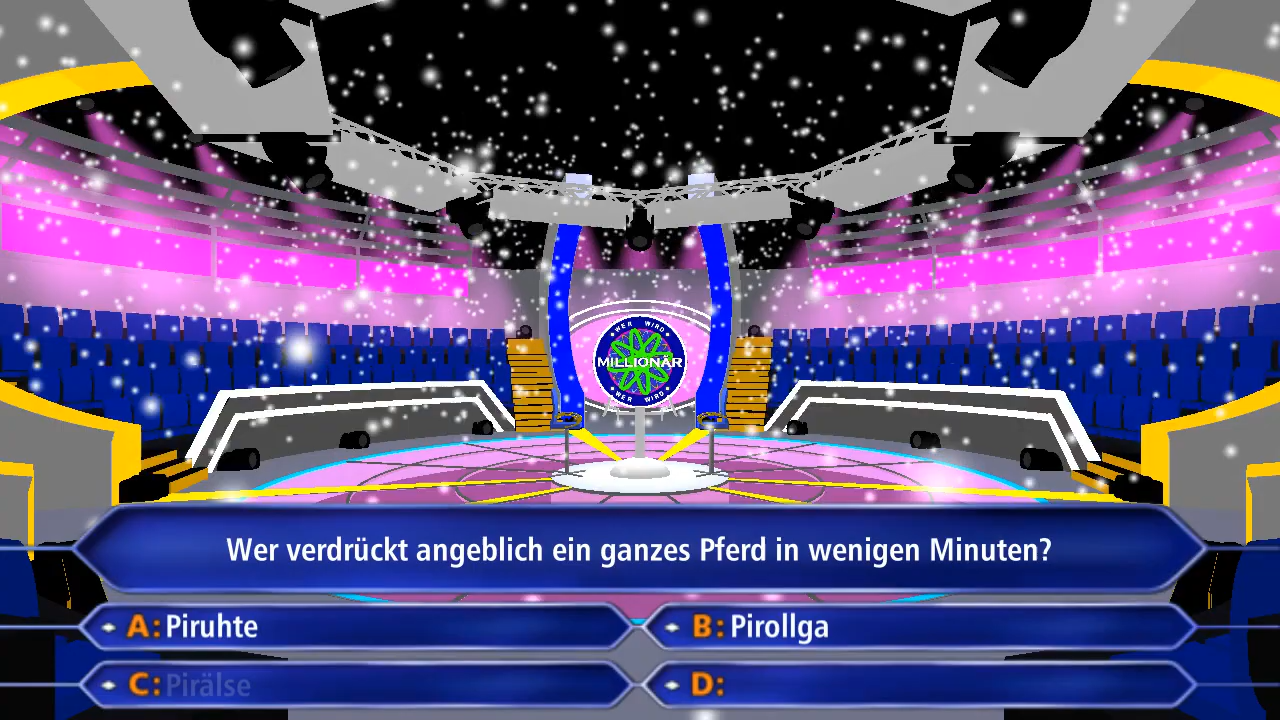 WER WIRD
MILLIONÄR
WER WIRD
Wer verdrückt angeblich ein ganzes Pferd in wenigen Minuten?
A: Piruhte
B: Pirollga
C: Pirälse
D: